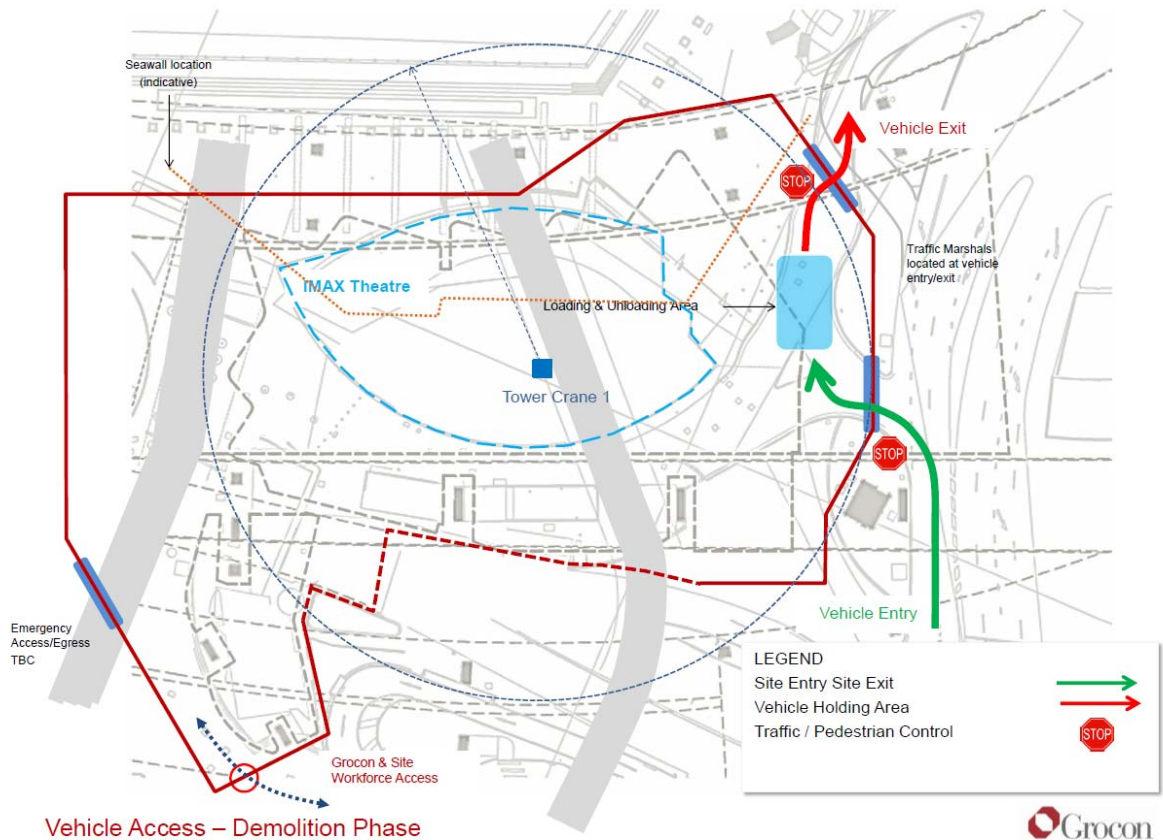 Seawall location
(indicative)
Vehicle Exit
STOP
Traffic Marshals
located at vehicle
entry/exit
IMAX Theatre
Loading & Unloading Area
Tower Crane 1
STOP
Vehicle Entry
Emergency
Access/Egress
TBC
LEGEND
Site Entry Site Exit
Vehicle Holding Area
Traffic / Pedestrian Control
STOP
Grocon & Site
Workforce Access
Vehicle Access – Demolition Phase
Grocon